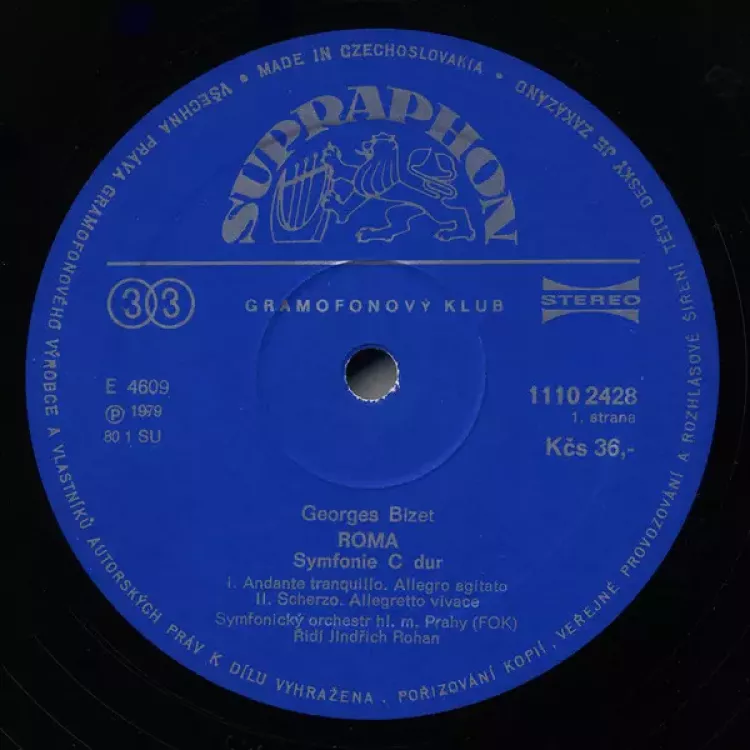 VŠECHNA PRÁVA GRAMOFONOVÉHO VÝROBCE A VLASTNÍKŮ AUTORSKÝCH PRÁV K DÍLU VYHRAŽENA. POŘIZOVÁNÍ KOPIÍ, VEŘEJNÉ PROVOZOVÁNÍ A ROZHLASOVÉ ŠÍŘENÍ TÉTO DESKY JE ZAKÁZÁNO • MADE IN CZECHOSLOVAKIA •
SUPRAPHON
33
GRAMOFONOVÝ KLUB
STEREO
E 4609
Ⓟ 1979
80 1 SU
1110 2428
1. strana
Kčs 36,-
Georges Bizet
ROMA
Symfonie C dur
I. Andante tranquillo. Allegro agitato
II. Scherzo. Allegretto vivace
Symfonický orchestr hl. m. Prahy (FOK)
Řídí Jindřich Rohan